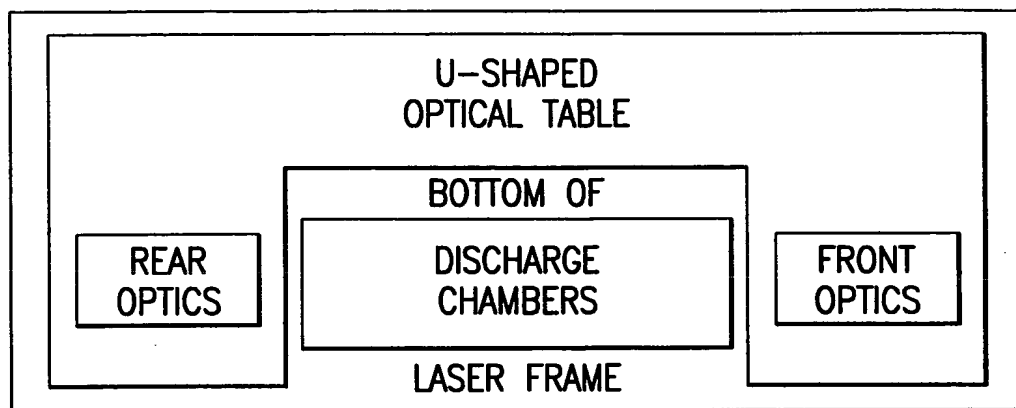 U-SHAPED
OPTICAL TABLE
BOTTOM OF
REAR
OPTICS
DISCHARGE
CHAMBERS
FRONT
OPTICS
LASER FRAME